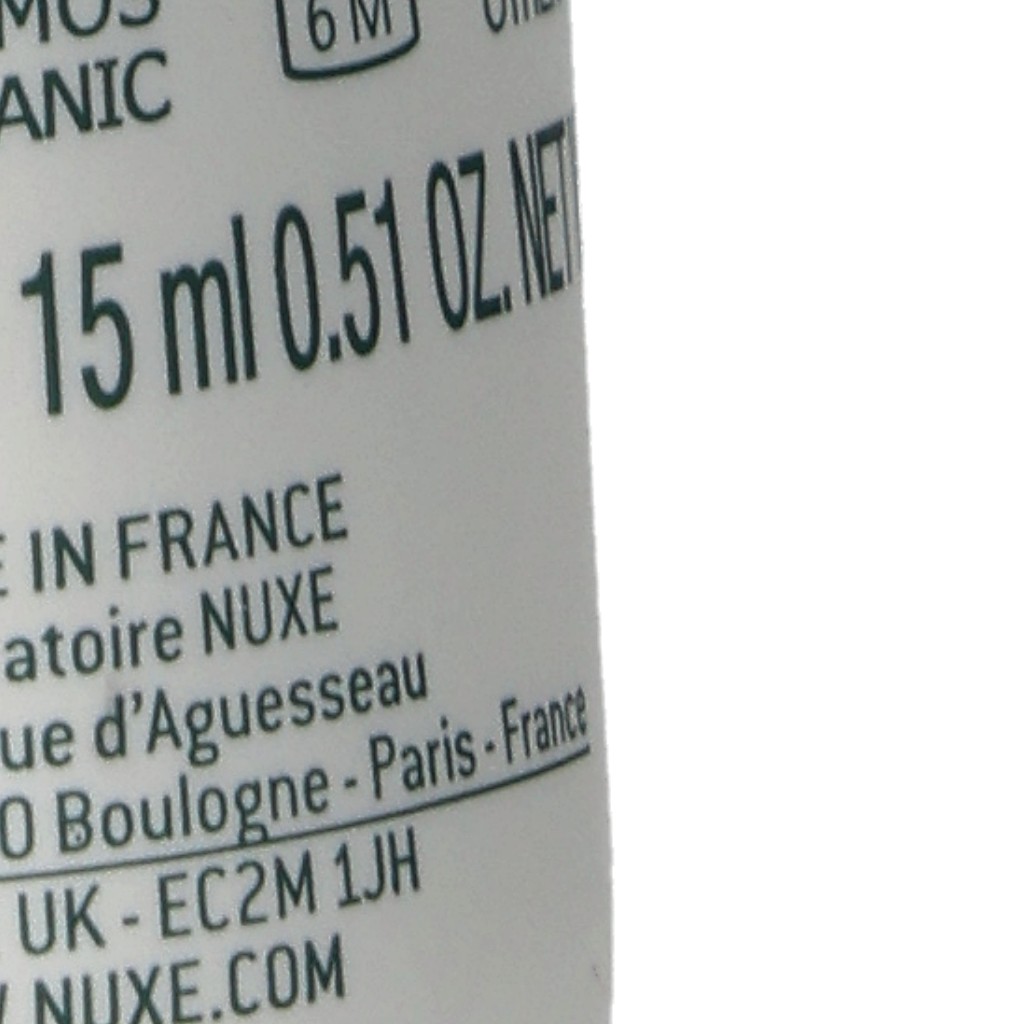 6 M
ANIC
15 ml 0.51 OZ. NET
IN FRANCE
atoire NUXE
ue d'Aguesseau
0 Boulogne - Paris - France
UK - EC2M 1JH
NUXE.COM